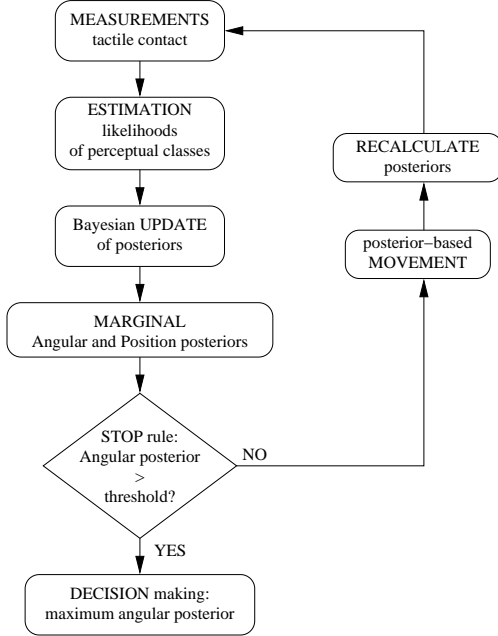 MEASUREMENTS
tactile contact
ESTIMATION
likelihoods
of perceptual classes
Bayesian UPDATE
of posteriors
MARGINAL
Angular and Position posteriors
STOP rule:
Angular posterior
>
threshold?
NO
YES
DECISION making:
maximum angular posterior
posterior−based
MOVEMENT
RECALCULATE
posteriors